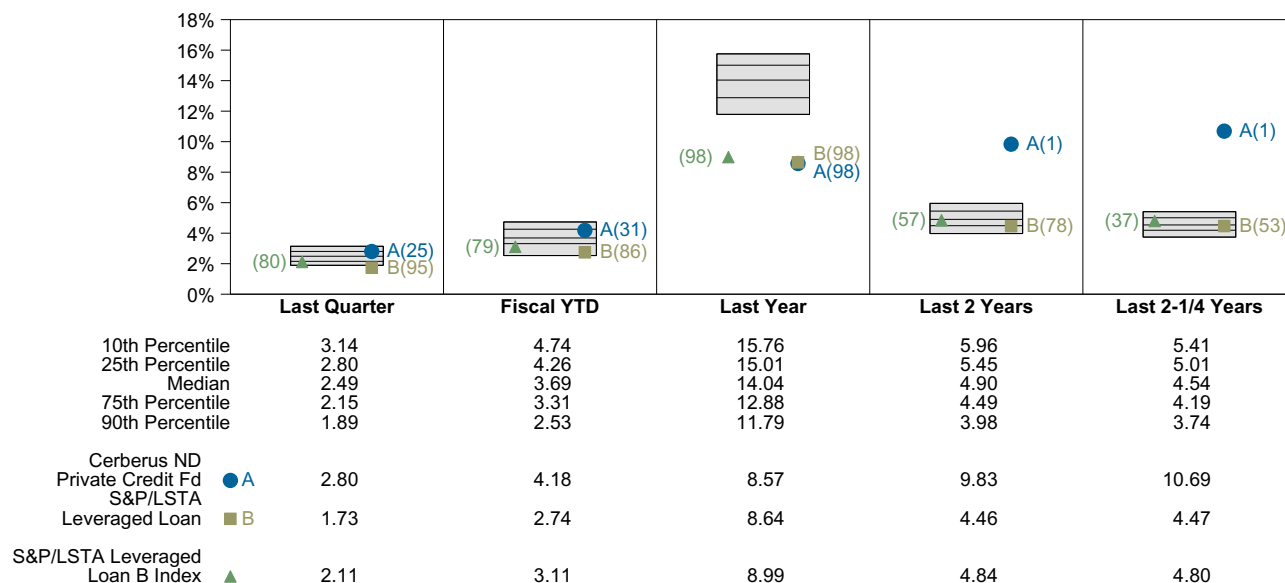 18%
16%
14%
12%
10%
8%
6%
4%
2%
0%
(80) A(25)
B(95)
(79) A(31)
B(86)
(98) B(98)
A(98)
A(1)
(57) B(78)
A(1)
(37) B(53)
Last Quarter Fiscal YTD Last Year Last 2 Years Last 2-1/4 Years
10th Percentile 3.14 4.74 15.76 5.96 5.41
25th Percentile 2.80 4.26 15.01 5.45 5.01
Median 2.49 3.69 14.04 4.90 4.54
75th Percentile 2.15 3.31 12.88 4.49 4.19
90th Percentile 1.89 2.53 11.79 3.98 3.74
Cerberus ND
Private Credit Fd A 2.80 4.18 8.57 9.83 10.69
S&P/LSTA
Leveraged Loan B 1.73 2.74 8.64 4.46 4.47
S&P/LSTA Leveraged
Loan B Index 2.11 3.11 8.99 4.84 4.80